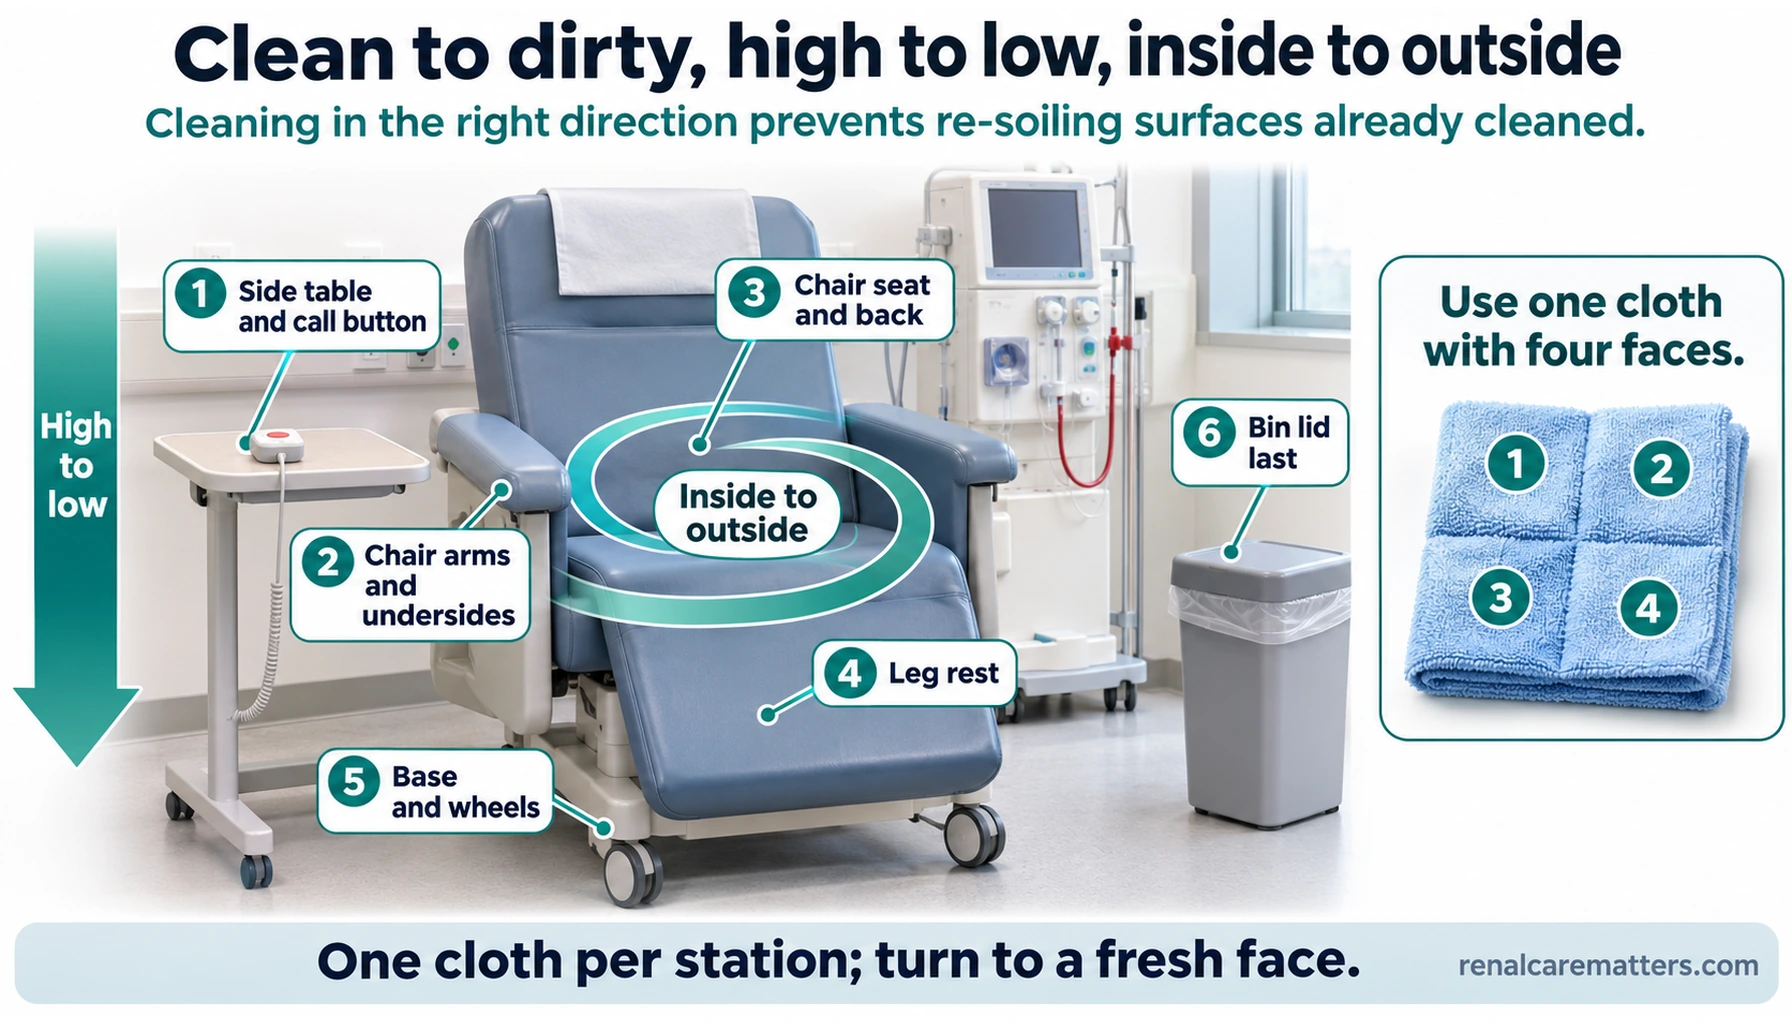 Clean to dirty, high to low, inside to outside
Cleaning in the right direction prevents re-soiling surfaces already cleaned.
High
to
low
1
Side table
and call button
2
Chair arms
and
undersides
3
Chair seat
and back
Inside to
outside
4
Leg rest
5
Base
and wheels
6
Bin lid
last
Use one cloth
with four faces.
1
2
3
4
One cloth per station; turn to a fresh face.
renalcarematters.com